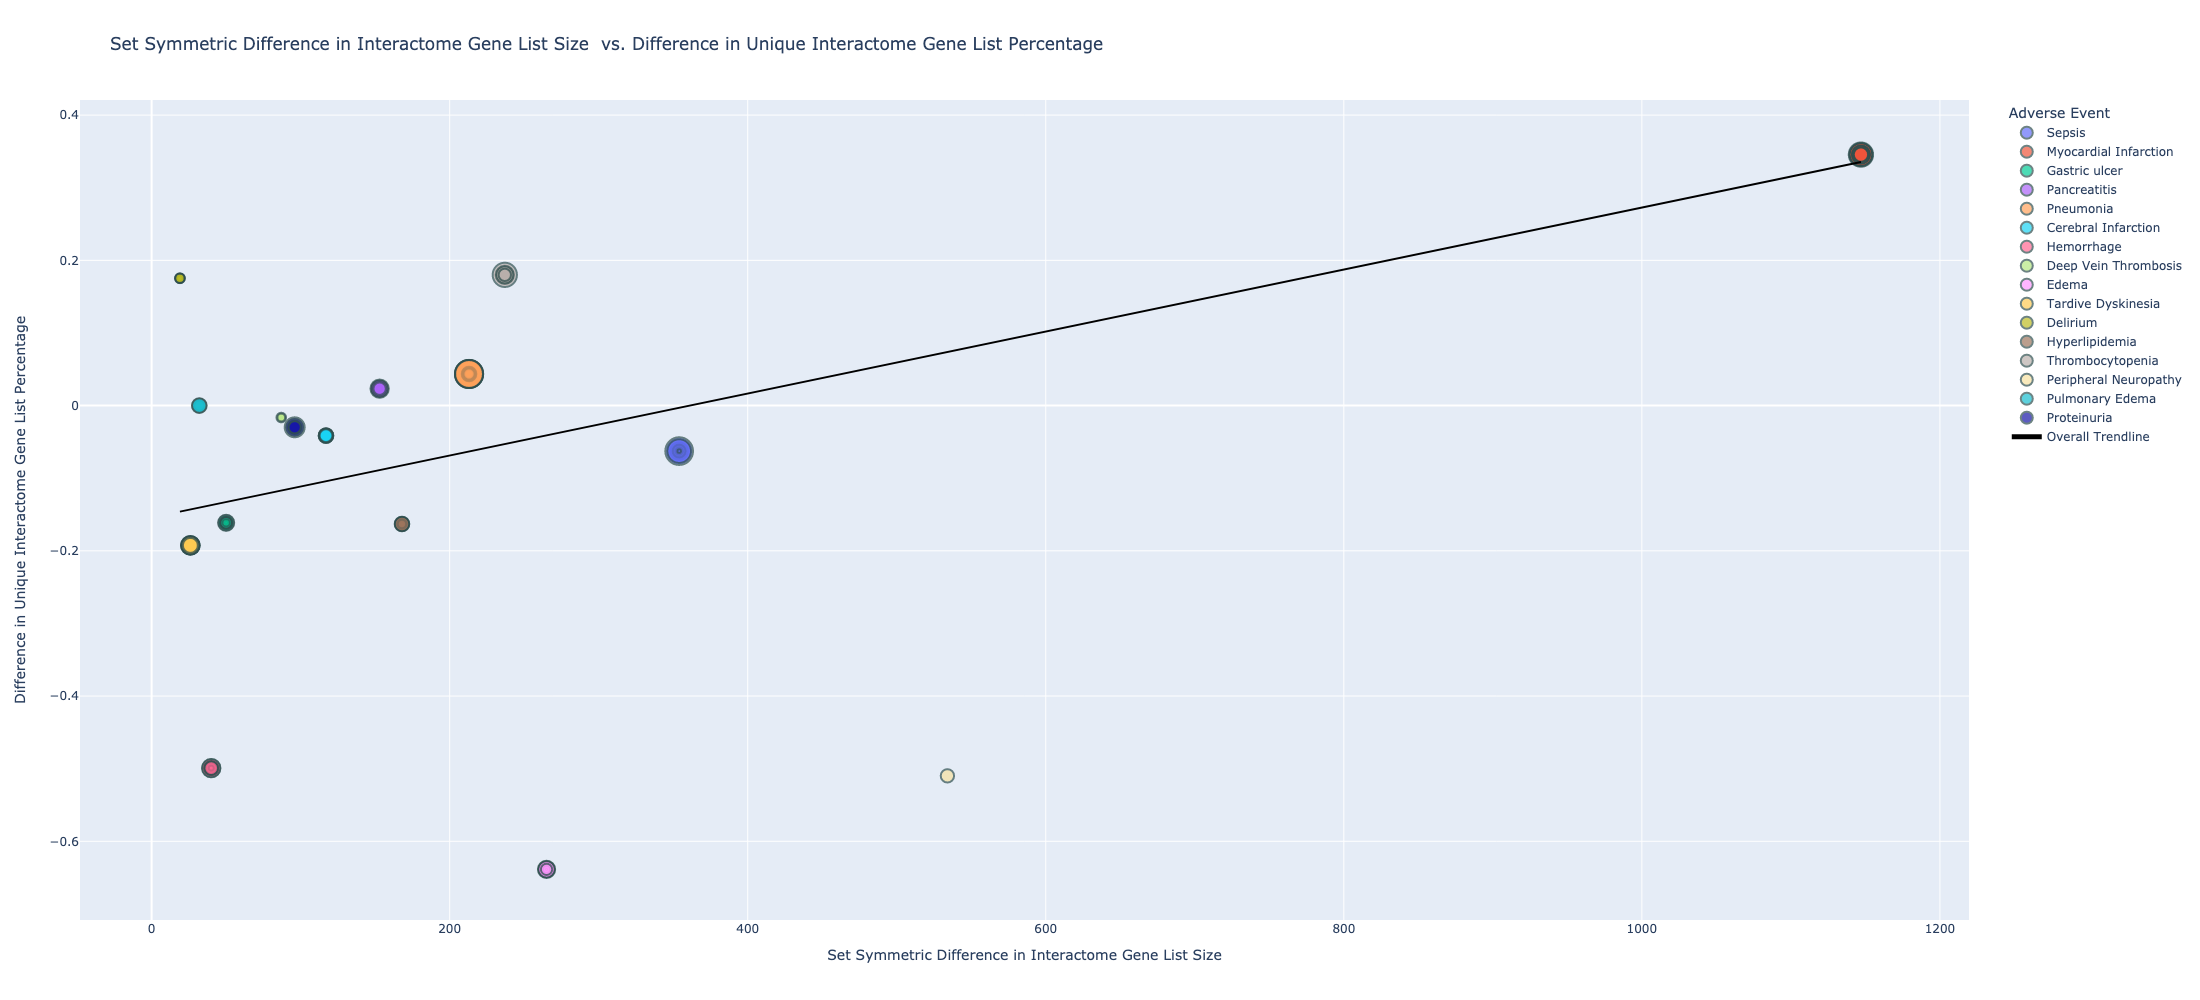 Set Symmetric Difference in Interactome Gene List Size  vs. Difference in Unique Interactome Gene List Percentage
Difference in Unique Interactome Gene List Percentage
0.4
0.2
0
−0.2
−0.4
−0.6
0
200
400
600
800
1000
1200
Set Symmetric Difference in Interactome Gene List Size
Adverse Event
Sepsis
Myocardial Infarction
Gastric ulcer
Pancreatitis
Pneumonia
Cerebral Infarction
Hemorrhage
Deep Vein Thrombosis
Edema
Tardive Dyskinesia
Delirium
Hyperlipidemia
Thrombocytopenia
Peripheral Neuropathy
Pulmonary Edema
Proteinuria
Overall Trendline